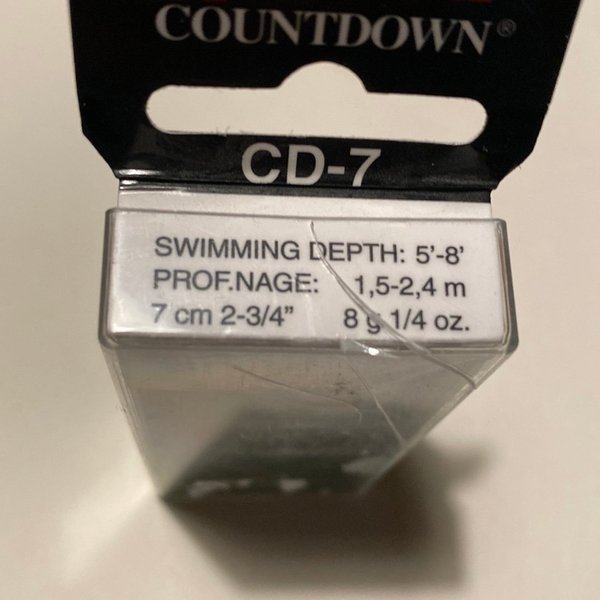 COUNTDOWN®
CD-7
SWIMMING DEPTH: 5'-8'
PROF.NAGE: 1,5-2,4 m
7 cm 2-3/4" 8 g 1/4 oz.